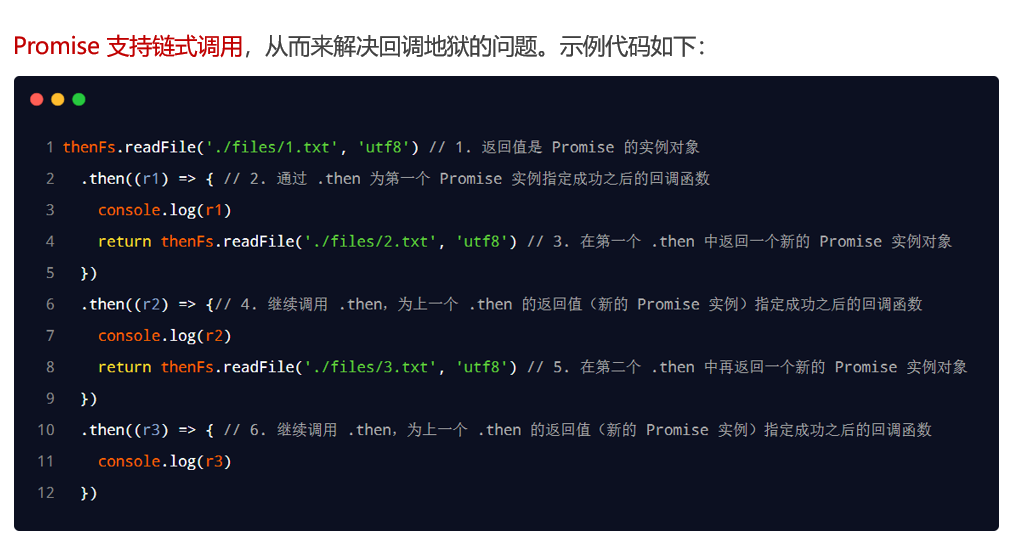 Promise 支持链式调用，从而来解决回调地狱的问题。示例代码如下：
1 thenFs.readFile('./files/1.txt', 'utf8') // 1. 返回值是 Promise 的实例对象
2 .then((r1) => { // 2. 通过 .then 为第一个 Promise 实例指定成功之后的回调函数
3 console.log(r1)
4 return thenFs.readFile('./files/2.txt', 'utf8') // 3. 在第一个 .then 中返回一个新的 Promise 实例对象
5 })
6 .then((r2) => {// 4. 继续调用 .then，为上一个 .then 的返回值（新的 Promise 实例）指定成功之后的回调函数
7 console.log(r2)
8 return thenFs.readFile('./files/3.txt', 'utf8') // 5. 在第二个 .then 中再返回一个新的 Promise 实例对象
9 })
10 .then((r3) => { // 6. 继续调用 .then，为上一个 .then 的返回值（新的 Promise 实例）指定成功之后的回调函数
11 console.log(r3)
12 })